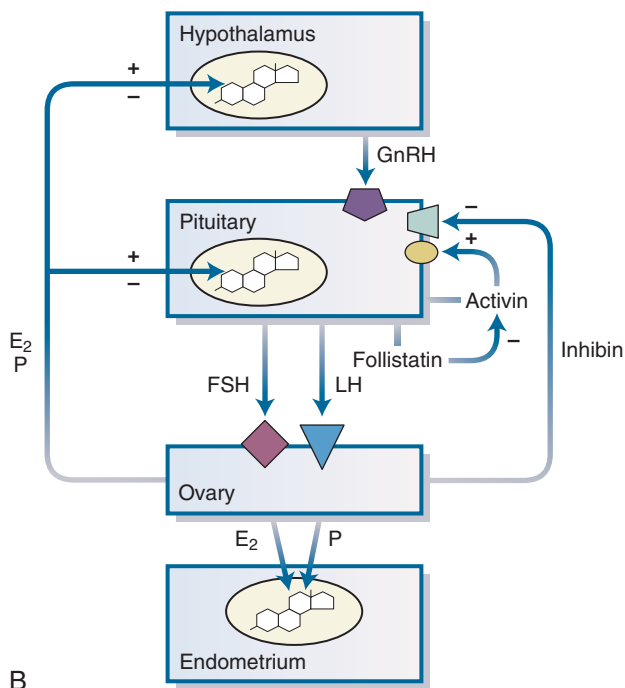 Hypothalamus
+
−
GnRH
Pituitary
−
+
+
−
Activin
E2
P
Follistatin
−
Inhibin
FSH
LH
Ovary
E2
P
Endometrium
B